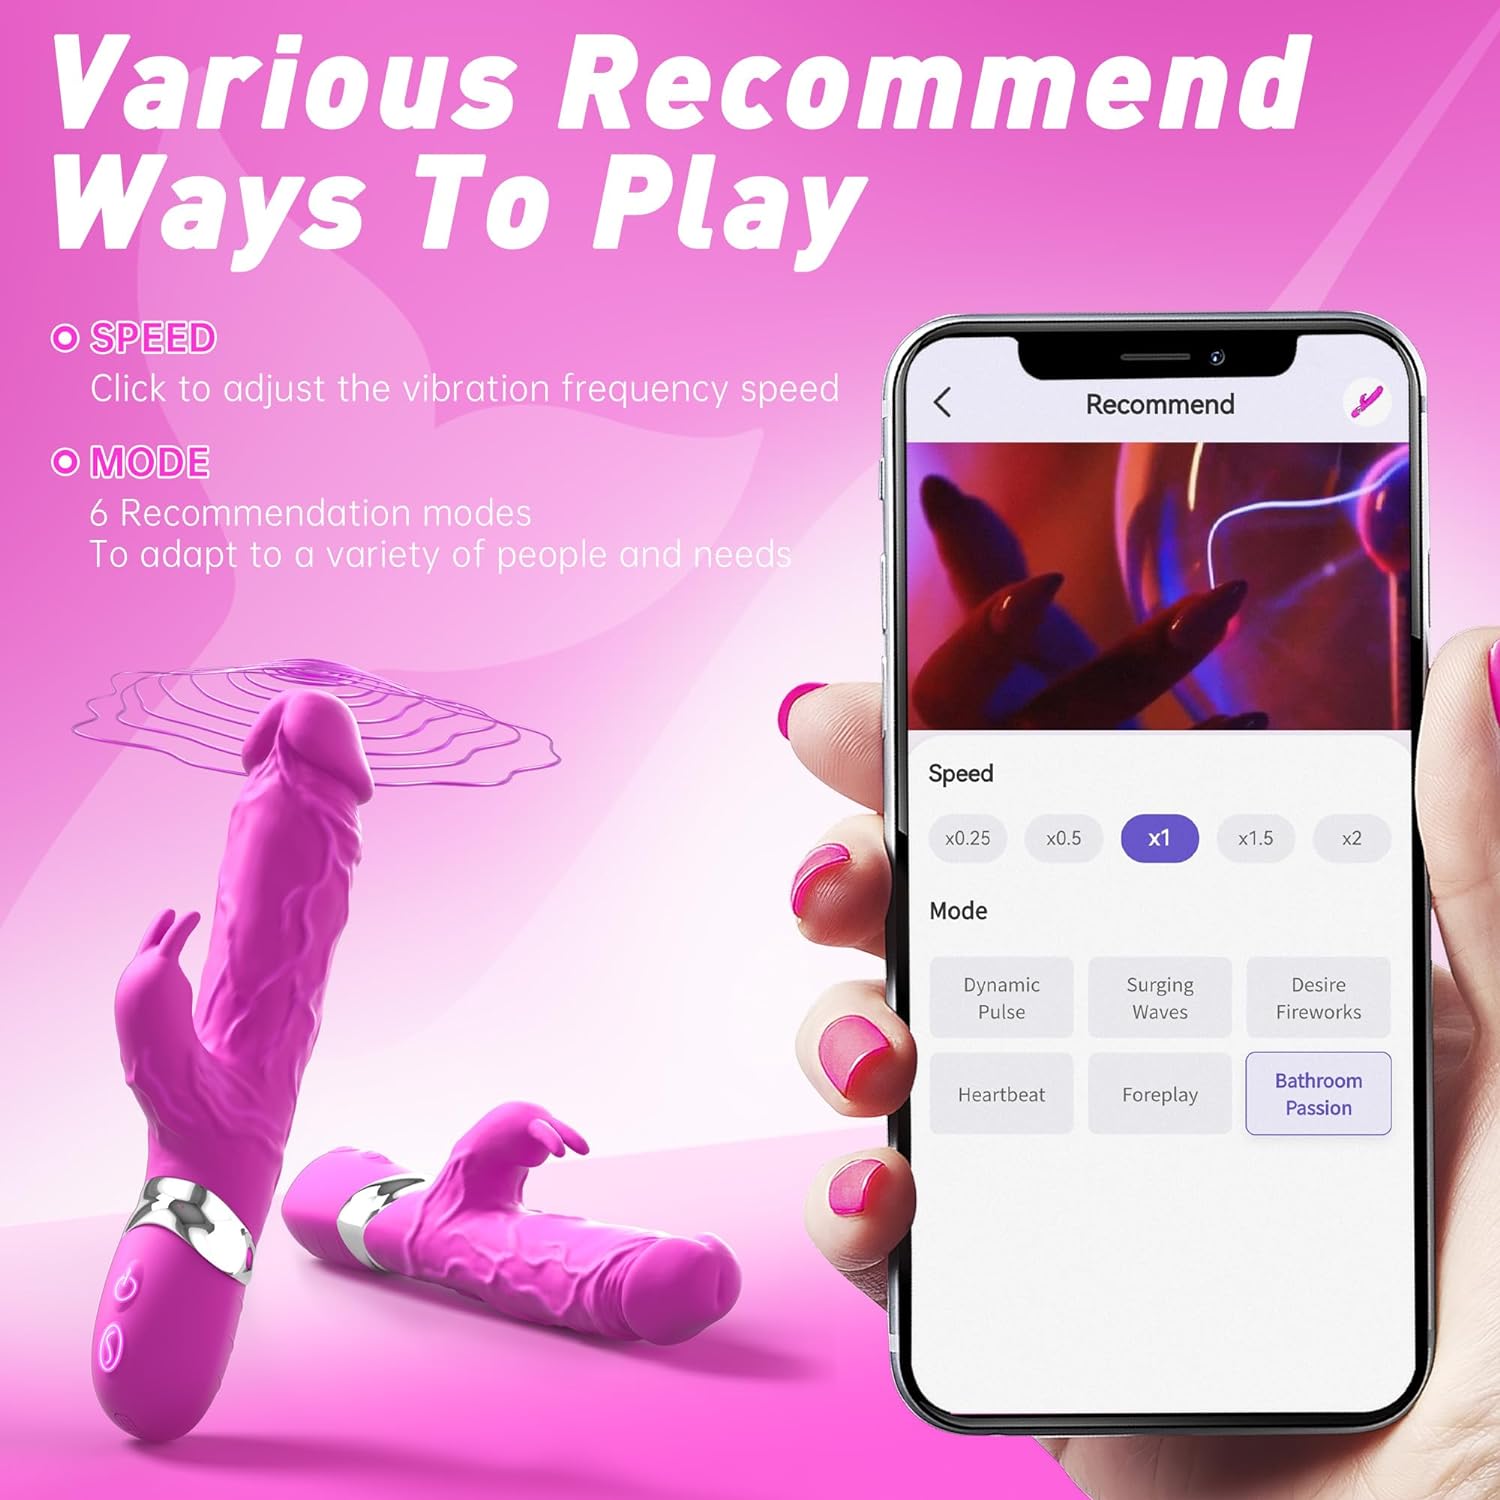 Various Recommend
Ways To Play
SPEED
Click to adjust the vibration frequency speed
MODE
6 Recommendation modes
To adapt to a variety of people and needs
Recommend
Speed
x0.25 x0.5 x1 x1.5 x2
Mode
Dynamic
Pulse
Surging
Waves
Desire
Fireworks
Heartbeat
Foreplay
Bathroom
Passion